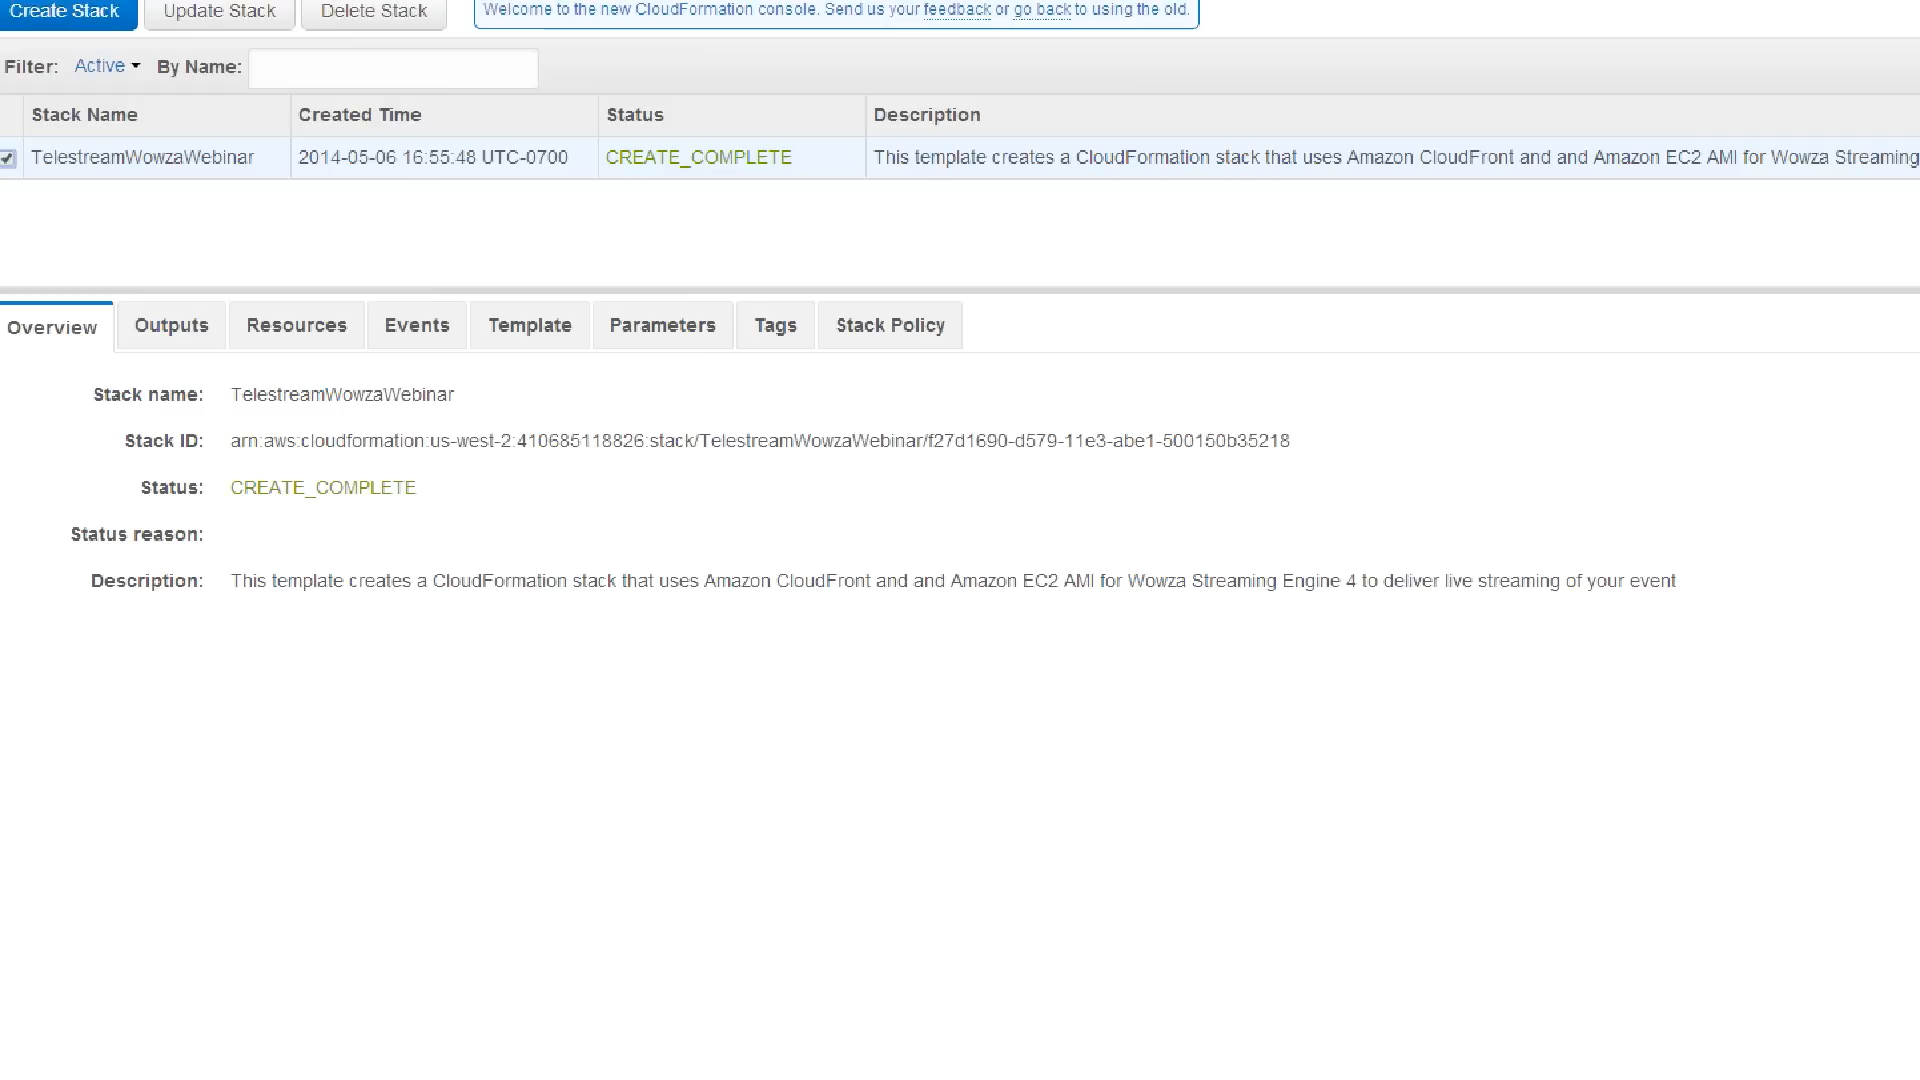 Create Stack Update Stack Delete Stack Welcome to the new CloudFormation console. Send us your feedback or go back to using the old.
Filter: Active By Name:
Stack Name Created Time Status Description
TelestreamWowzaWebinar 2014-05-06 16:55:48 UTC-0700 CREATE_COMPLETE This template creates a CloudFormation stack that uses Amazon CloudFront and and Amazon EC2 AMI for Wowza Streaming
Overview Outputs Resources Events Template Parameters Tags Stack Policy
Stack name: TelestreamWowzaWebinar
Stack ID: arn:aws:cloudformation:us-west-2:410685118826:stack/TelestreamWowzaWebinar/f27d1690-d579-11e3-abe1-500150b35218
Status: CREATE_COMPLETE
Status reason:
Description: This template creates a CloudFormation stack that uses Amazon CloudFront and and Amazon EC2 AMI for Wowza Streaming Engine 4 to deliver live streaming of your event